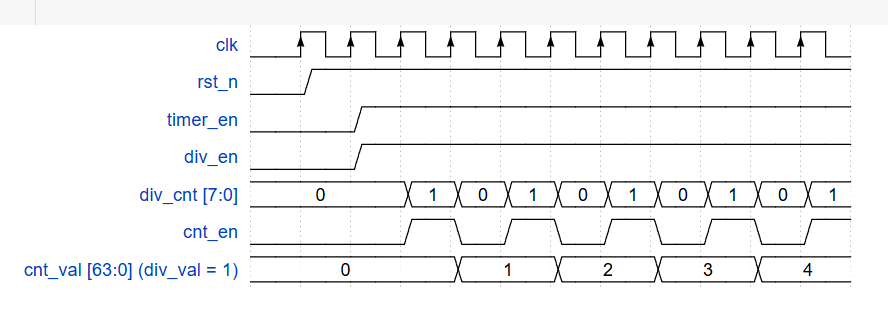 clk
rst_n
timer_en
div_en
div_cnt [7:0] 0 1 0 1 0 1 0 1 0 1
cnt_en
cnt_val [63:0] (div_val = 1) 0 1 2 3 4